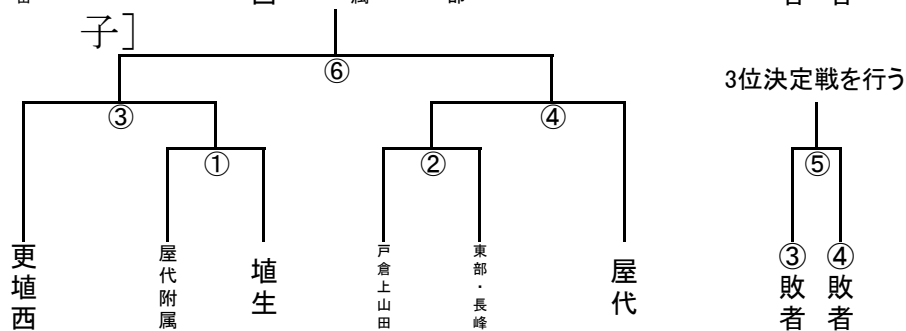 子]
⑥
3位決定戦を行う
③
④
①
②
⑤
更埴西
屋代附属
埴生
戸倉上山田
東部・長峰
屋代
③敗者
④敗者